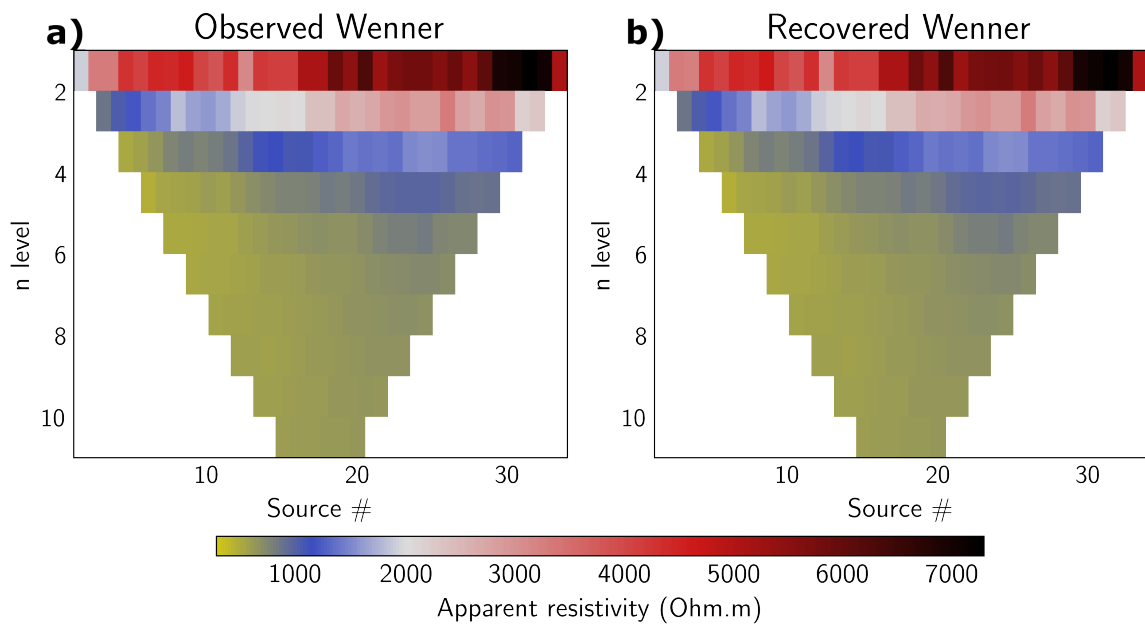 a)
Observed Wenner
2
4
6
8
10
n level
10 20 30
Source #
b)
Recovered Wenner
2
4
6
8
10
n level
10 20 30
Source #
1000 2000 3000 4000 5000 6000 7000
Apparent resistivity (Ohm.m)